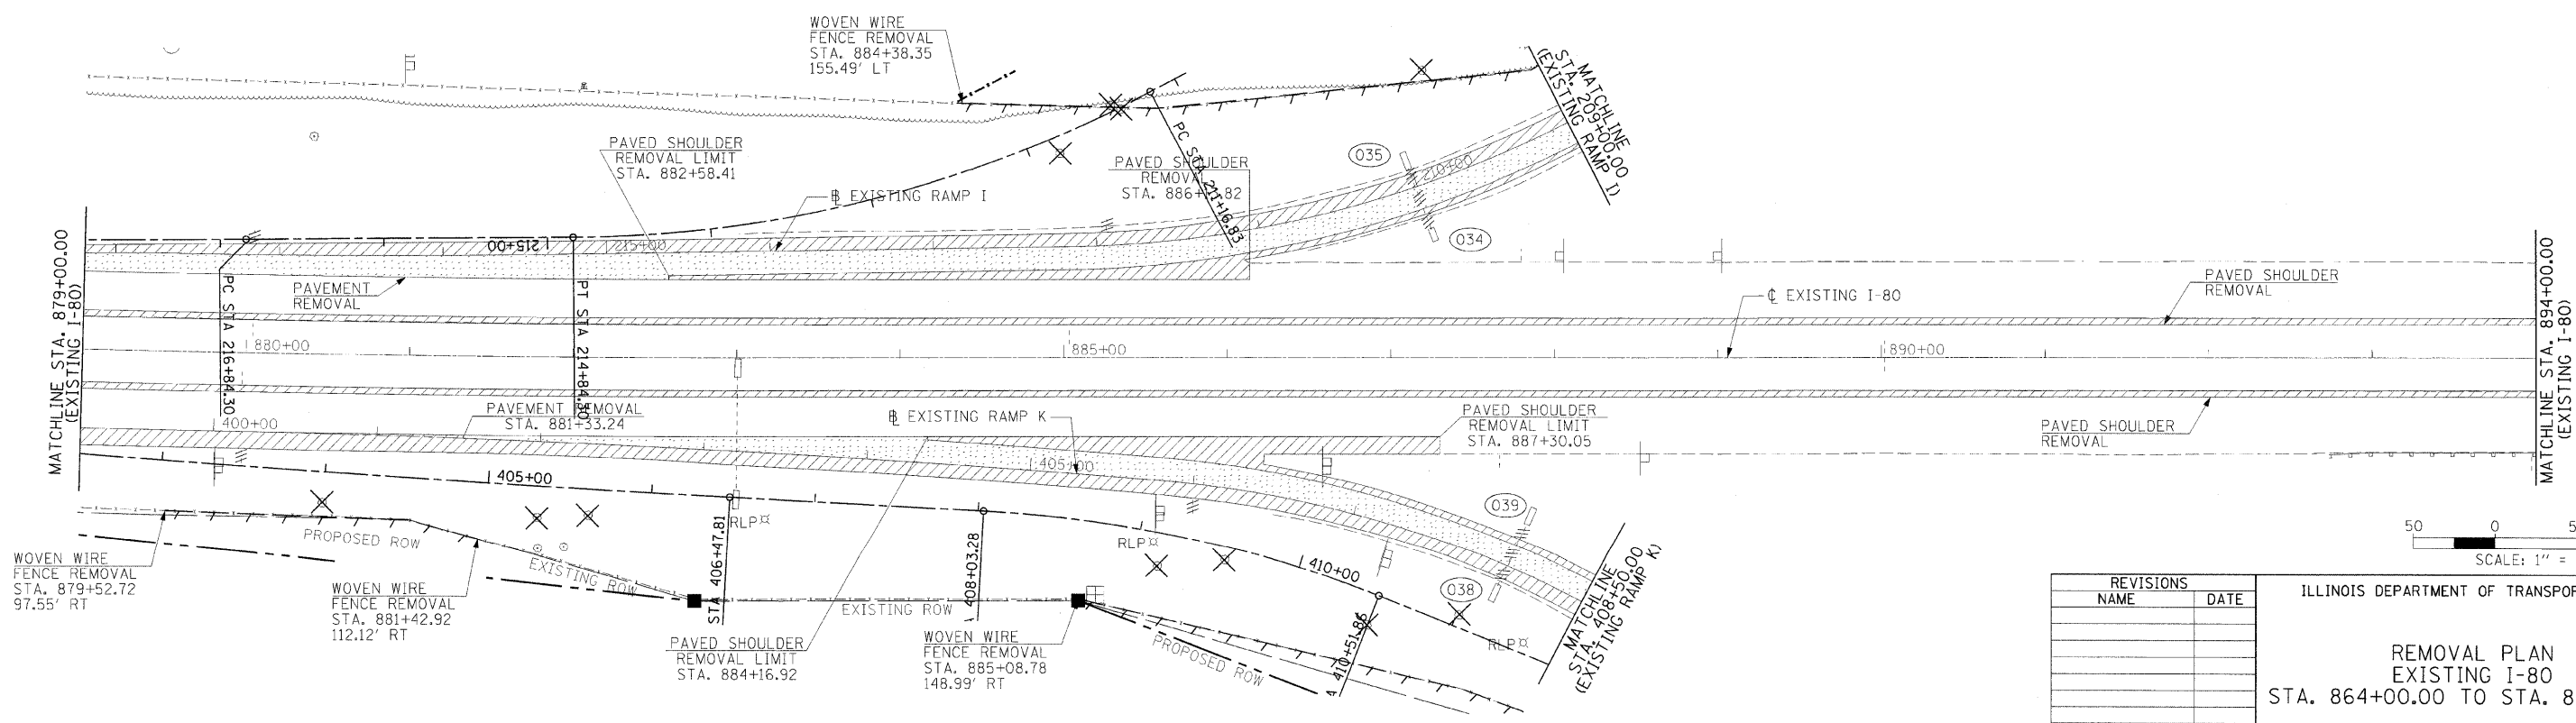 WOVEN WIRE
FENCE REMOVAL
STA. 884+38.35
155.49' LT
MATCHLINE
STA. 209+00.00
(EXISTING RAMP I)
PAVED SHOULDER
REMOVAL LIMIT
STA. 882+58.41
PAVED SHOULDER
REMOVAL
STA. 886+
.82
PC STA 211+16.83
035
034
210+00
℄ EXISTING RAMP I
215+00
215+00
MATCHLINE STA. 879+00.00
(EXISTING I-80)
PC STA 216+84.30
PT STA 214+84.30
PAVEMENT
REMOVAL
PAVED SHOULDER
REMOVAL
℄ EXISTING I-80
880+00
885+00
890+00
MATCHLINE STA. 894+00.00
(EXISTING I-80)
400+00
PAVEMENT REMOVAL
STA. 881+33.24
℄ EXISTING RAMP K
PAVED SHOULDER
REMOVAL LIMIT
STA. 887+30.05
PAVED SHOULDER
REMOVAL
405+00
405+00
039
038
410+00
RLP
RLP
RLP
PROPOSED ROW
EXISTING ROW
EXISTING ROW
PROPOSED ROW
STA 406+47.81
408+03.28
A 410+51.86
MATCHLINE
STA. 408+50.00
(EXISTING RAMP K)
WOVEN WIRE
FENCE REMOVAL
STA. 879+52.72
97.55' RT
WOVEN WIRE
FENCE REMOVAL
STA. 881+42.92
112.12' RT
PAVED SHOULDER
REMOVAL LIMIT
STA. 884+16.92
WOVEN WIRE
FENCE REMOVAL
STA. 885+08.78
148.99' RT
50 0 5
SCALE: 1" =
REVISIONS
NAME DATE
ILLINOIS DEPARTMENT OF TRANSPOR
REMOVAL PLAN
EXISTING I-80
STA. 864+00.00 TO STA. 8